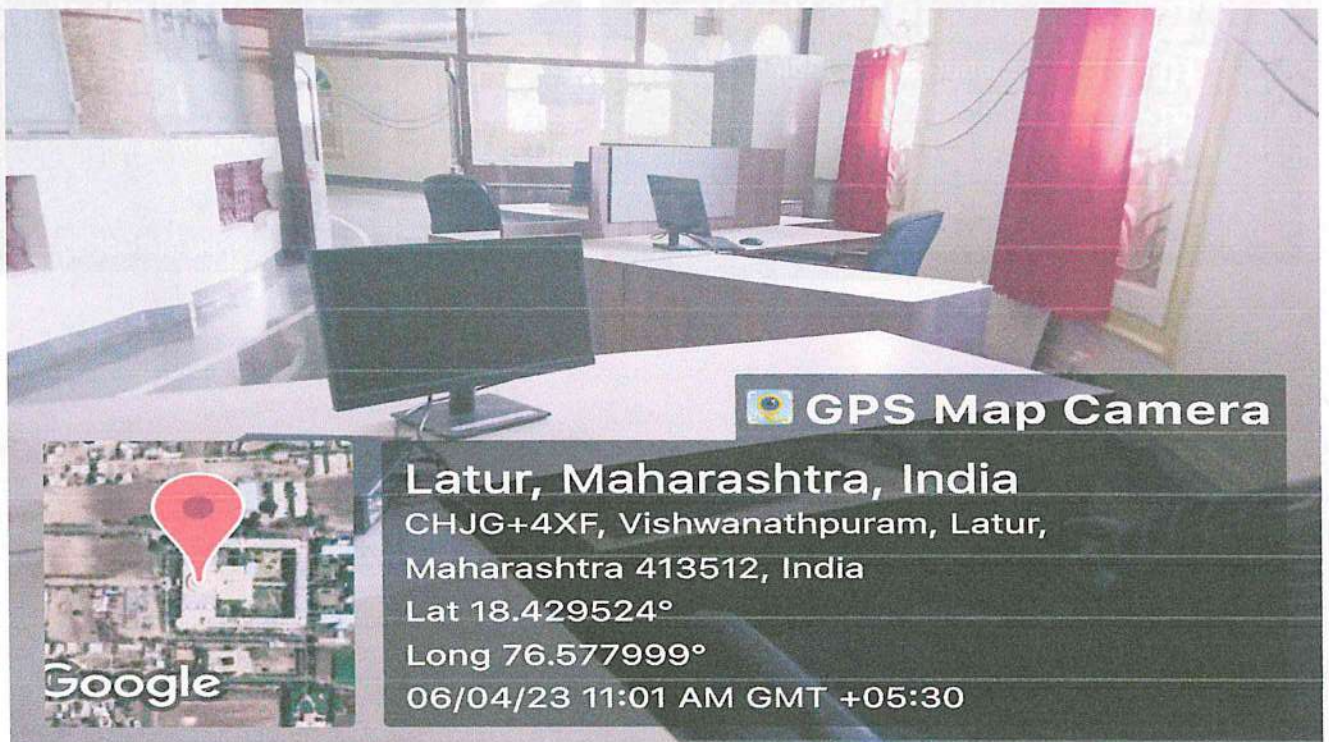 GPS Map Camera
Latur, Maharashtra, India
CHJG+4XF, Vishwanathpuram, Latur,
Maharashtra 413512, India
Lat 18.429524°
Long 76.577999°
06/04/23 11:01 AM GMT +05:30
Google